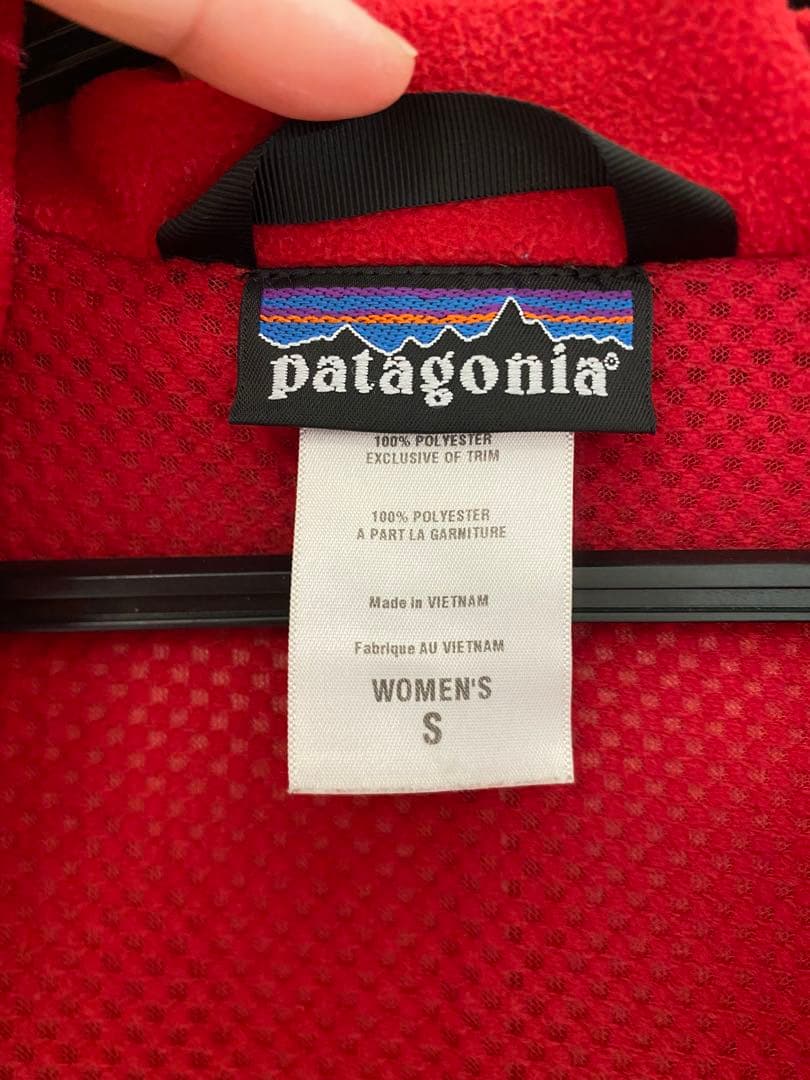 patagonia®
100% POLYESTER
EXCLUSIVE OF TRIM
100% POLYESTER
A PART LA GARNITURE
Made in VIETNAM
Fabrique AU VIETNAM
WOMEN'S
S